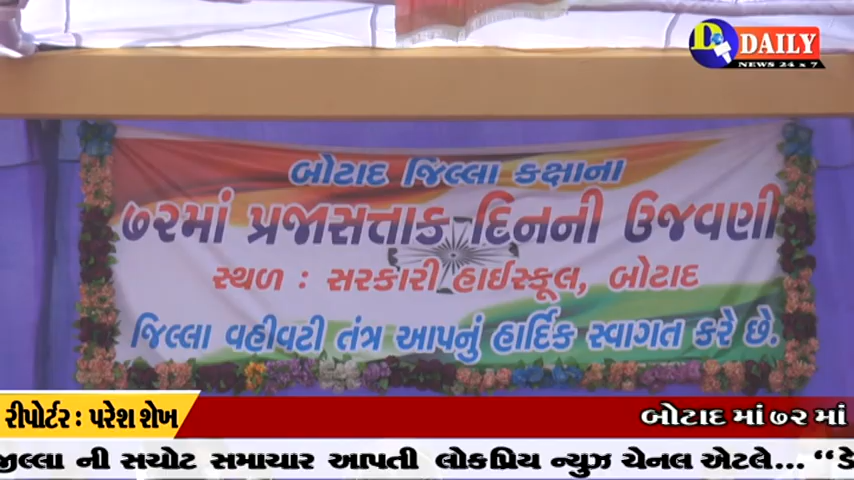 DAILY
NEWS 24 x 7
બોટાદ જિલ્લા કક્ષાના
૭૨માં પ્રજાસત્તાક દિનની ઉજવણી
સ્થળ : સરકારી હાઈસ્કૂલ, બોટાદ
જિલ્લા વહીવટી તંત્ર આપનું હાર્દિક સ્વાગત કરે છે.
રીપોર્ટર : પરેશ શેખ
બોટાદ માં ૭૨ માં
જીલ્લા ની સચોટ સમાચાર આપતી લોકપ્રિય ન્યુઝ ચેનલ એટલે... “ડે